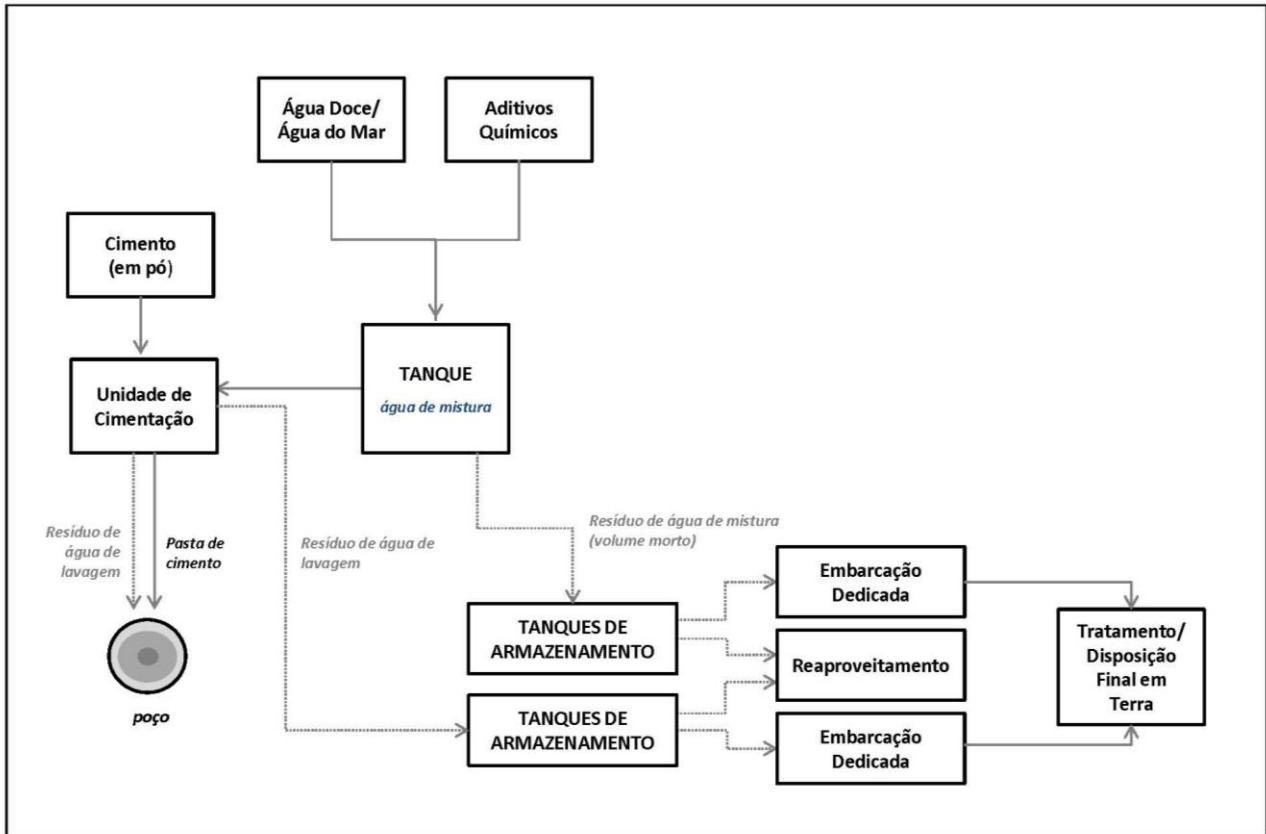 Água Doce/
Água do Mar
Aditivos
Químicos
Cimento
(em pó)
TANQUE
água de mistura
Unidade de
Cimentação
Resíduo de
água de
lavagem
Pasta de
cimento
Resíduo de água de
lavagem
Resíduo de água de mistura
(volume morto)
poço
TANQUES DE
ARMAZENAMENTO
TANQUES DE
ARMAZENAMENTO
Embarcação
Dedicada
Reaproveitamento
Embarcação
Dedicada
Tratamento/
Disposição
Final em
Terra